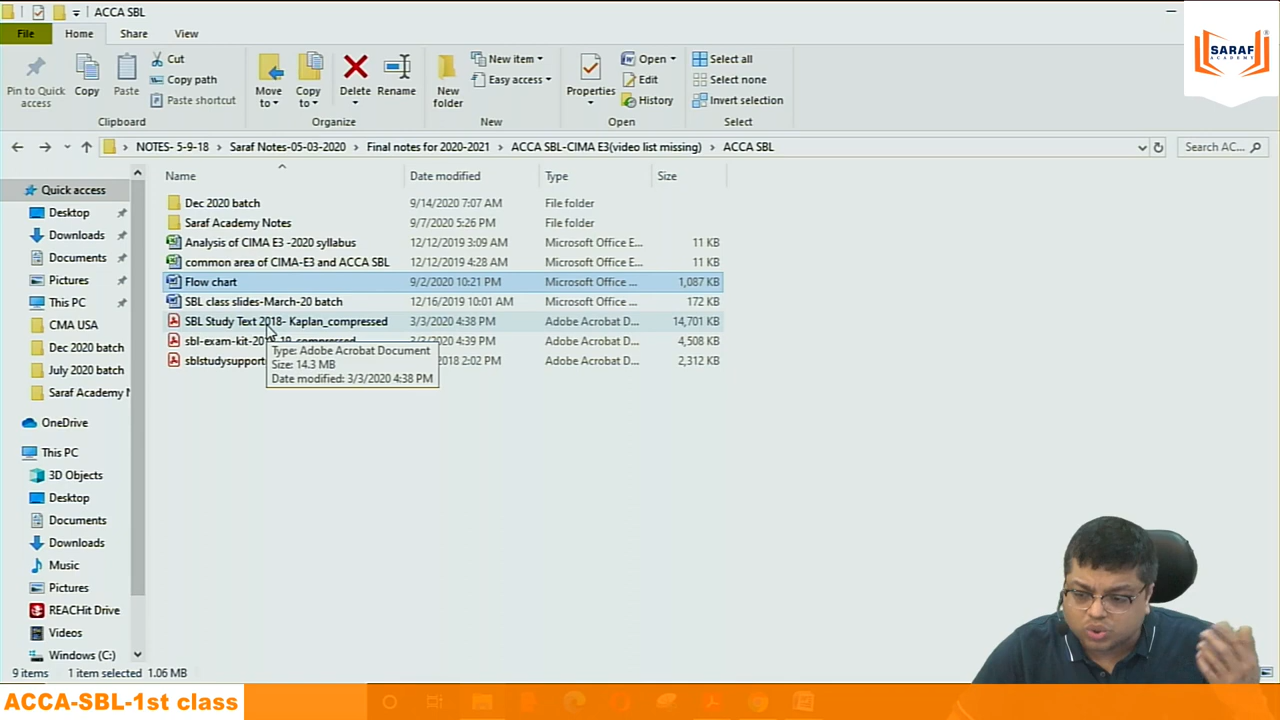 ACCA SBL
File Home Share View
Pin to Quick access
Copy
Paste
Cut
Copy path
Paste shortcut
Clipboard
Move to
Copy to
Delete
Rename
Organize
New folder
New item
Easy access
New
Properties
Open
Edit
History
Open
Select all
Select none
Invert selection
Select
SARAF
ACADEMY
NOTES- 5-9-18 Saraf Notes-05-03-2020 Final notes for 2020-2021 ACCA SBL-CIMA E3(video list missing) ACCA SBL
Search AC...
Name Date modified Type Size
Dec 2020 batch 9/14/2020 7:07 AM File folder
Saraf Academy Notes 9/7/2020 5:26 PM File folder
Analysis of CIMA E3 -2020 syllabus 12/12/2019 3:09 AM Microsoft Office E... 11 KB
common area of CIMA-E3 and ACCA SBL 12/12/2019 4:28 AM Microsoft Office E... 11 KB
Flow chart 9/2/2020 10:21 PM Microsoft Office ... 1,087 KB
SBL class slides-March-20 batch 12/16/2019 10:01 AM Microsoft Office ... 172 KB
SBL Study Text 2018- Kaplan_compressed 3/3/2020 4:38 PM Adobe Acrobat D... 14,701 KB
4:39 PM Adobe Acrobat D... 4,508 KB
sblstudysupport 2018 2:02 PM Adobe Acrobat D... 2,312 KB
Type: Adobe Acrobat Document
Size: 14.3 MB
Date modified: 3/3/2020 4:38 PM
Quick access
Desktop
Downloads
Documents
Pictures
This PC
CMA USA
Dec 2020 batch
July 2020 batch
Saraf Academy N
OneDrive
This PC
3D Objects
Desktop
Documents
Downloads
Music
Pictures
REACHit Drive
Videos
Windows (C:)
9 items 1 item selected 1.06 MB
ACCA-SBL-1st class